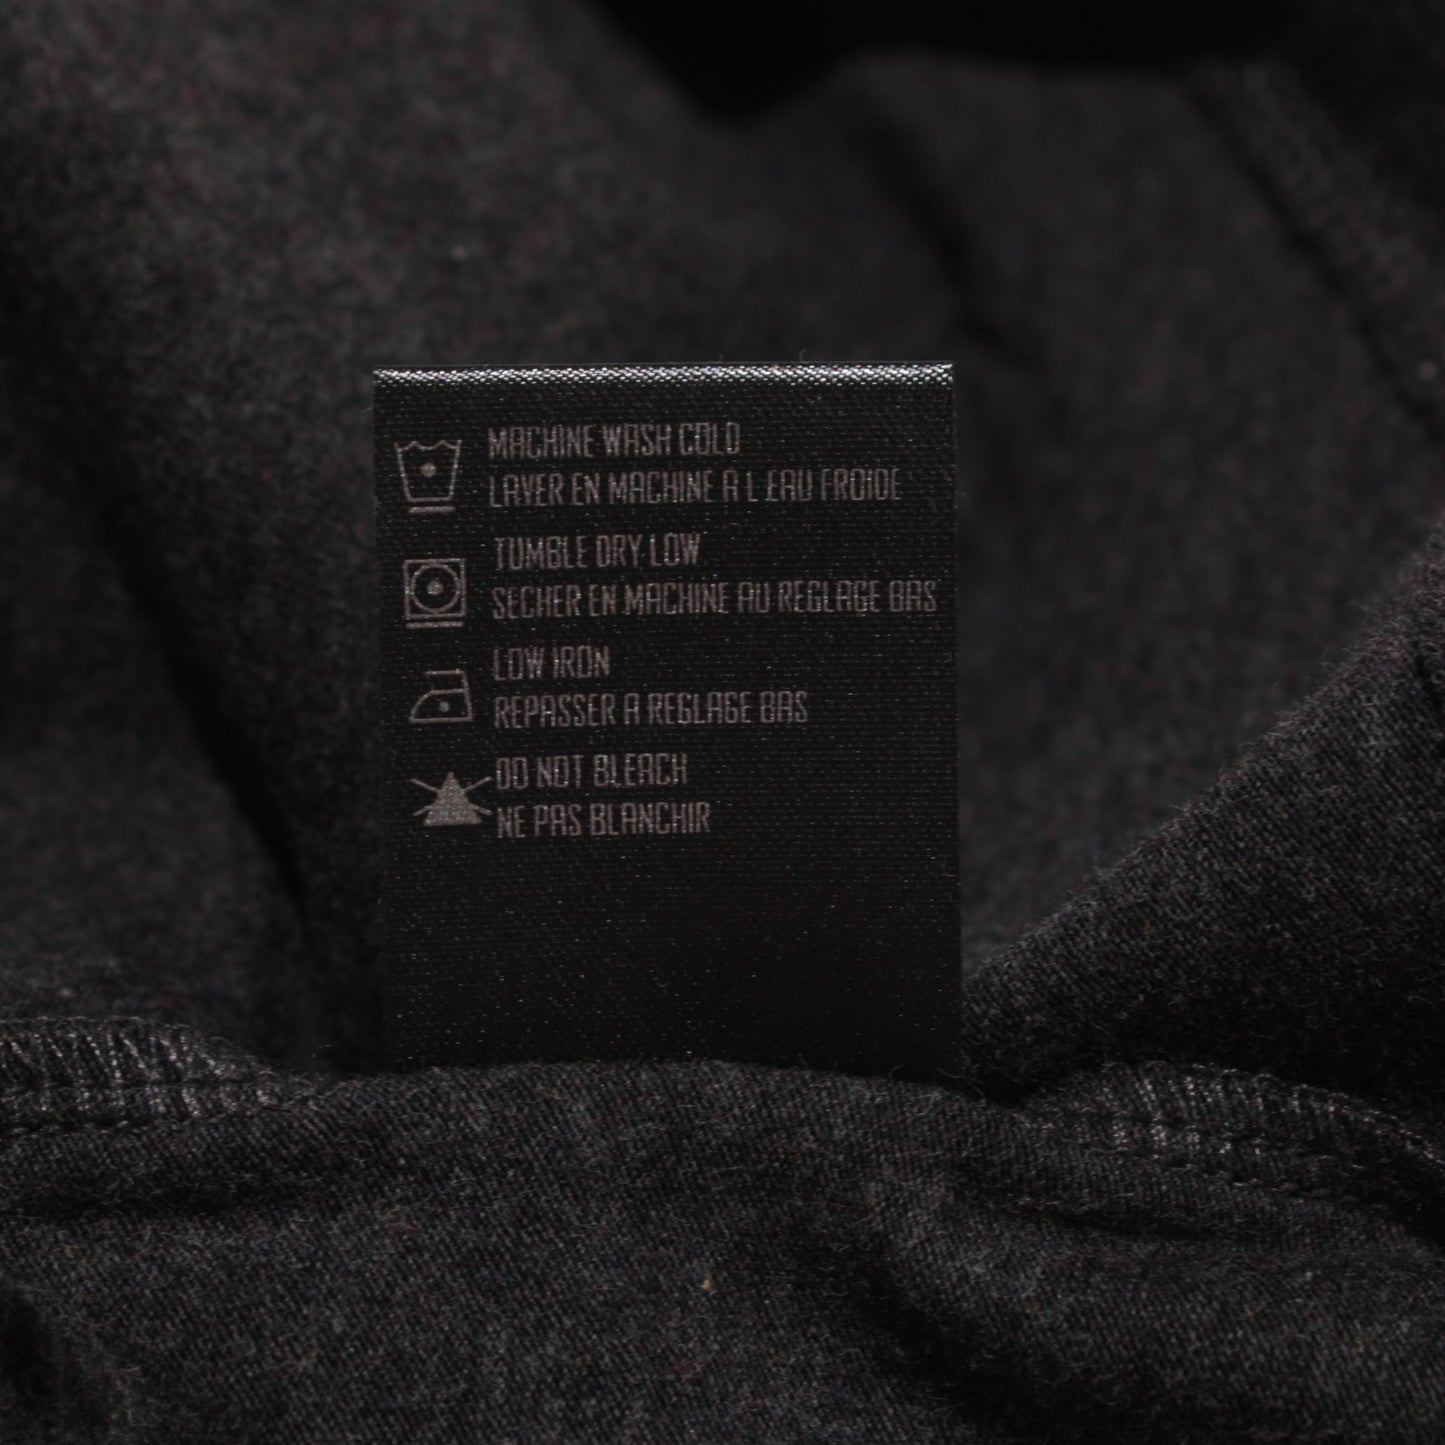 MACHINE WASH COLD
LAVER EN MACHINE A L EAU FROIDE
TUMBLE DRY LOW
SECHER EN MACHINE AU REGLAGE BAS
LOW IRON
REPASSER A REGLAGE BAS
DO NOT BLEACH
NE PAS BLANCHIR